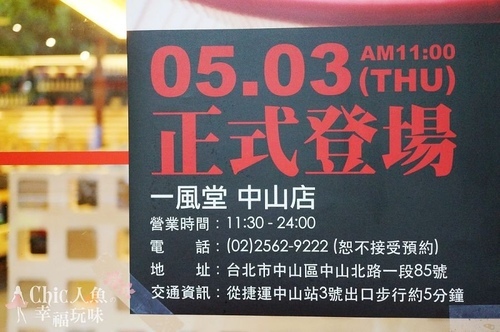 05.03 AM11:00 (THU)
正式登場
一風堂 中山店
營業時間：11:30 - 24:00
電　　話：(02)2562-9222 (恕不接受預約)
地　　址：台北市中山區中山北路一段85號
交通資訊：從捷運中山站3號出口步行約5分鐘
Chic人魚
幸福玩味